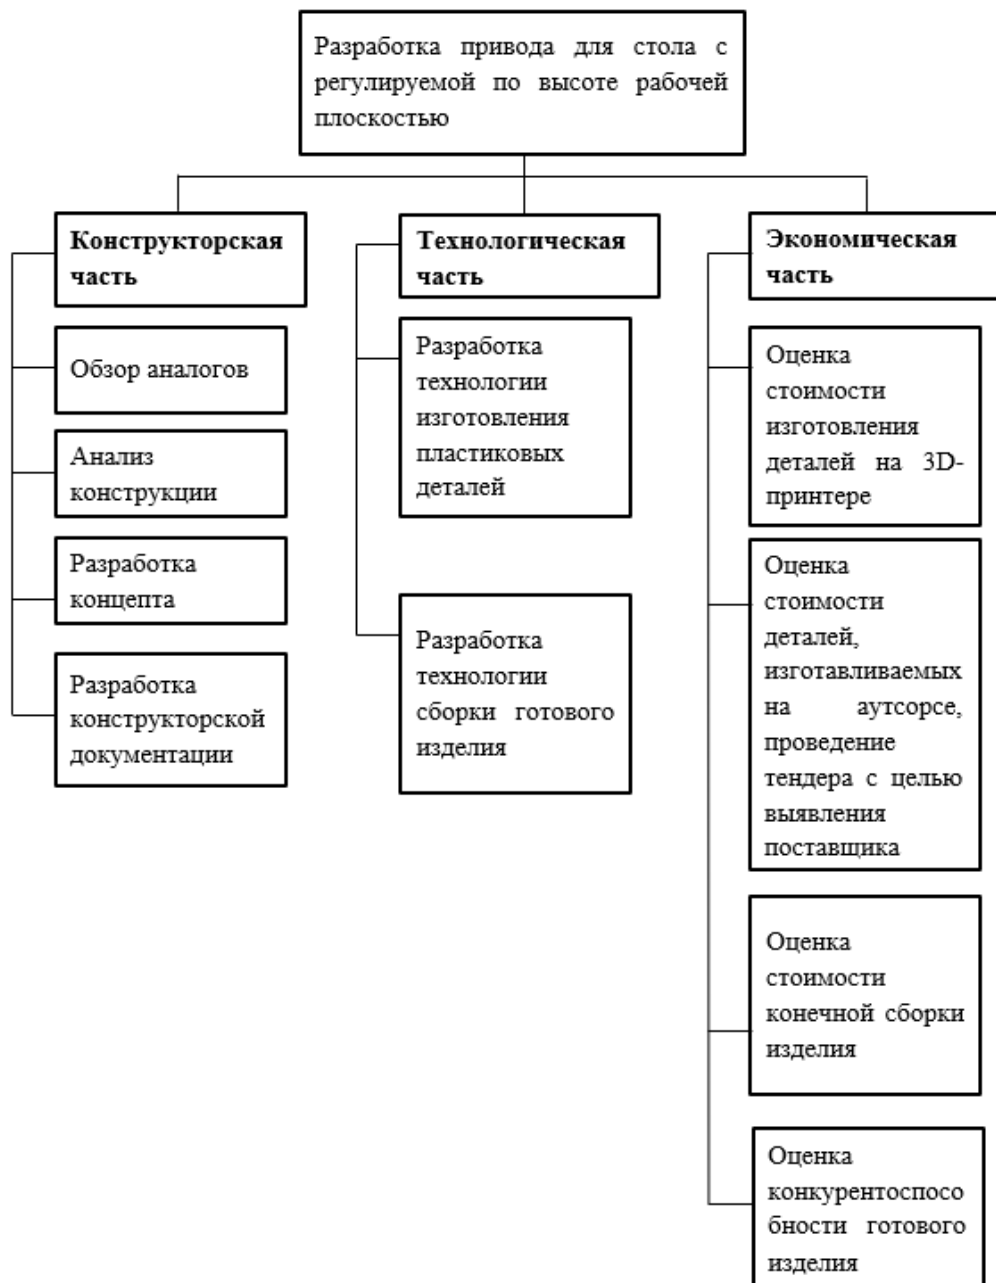 Разработка привода для стола с
регулируемой по высоте рабочей
плоскостью
Конструкторская
часть
Обзор аналогов
Анализ
конструкции
Разработка
концепта
Разработка
конструкторской
документации
Технологическая
часть
Разработка
технологии
изготовления
пластиковых
деталей
Разработка
технологии
сборки готового
изделия
Экономическая
часть
Оценка
стоимости
изготовления
деталей на 3D-
принтере
Оценка
стоимости
деталей,
изготавливаемых
на аутсорсе,
проведение
тендера с целью
выявления
поставщика
Оценка
стоимости
конечной сборки
изделия
Оценка
конкурентоспосо
бности готового
изделия